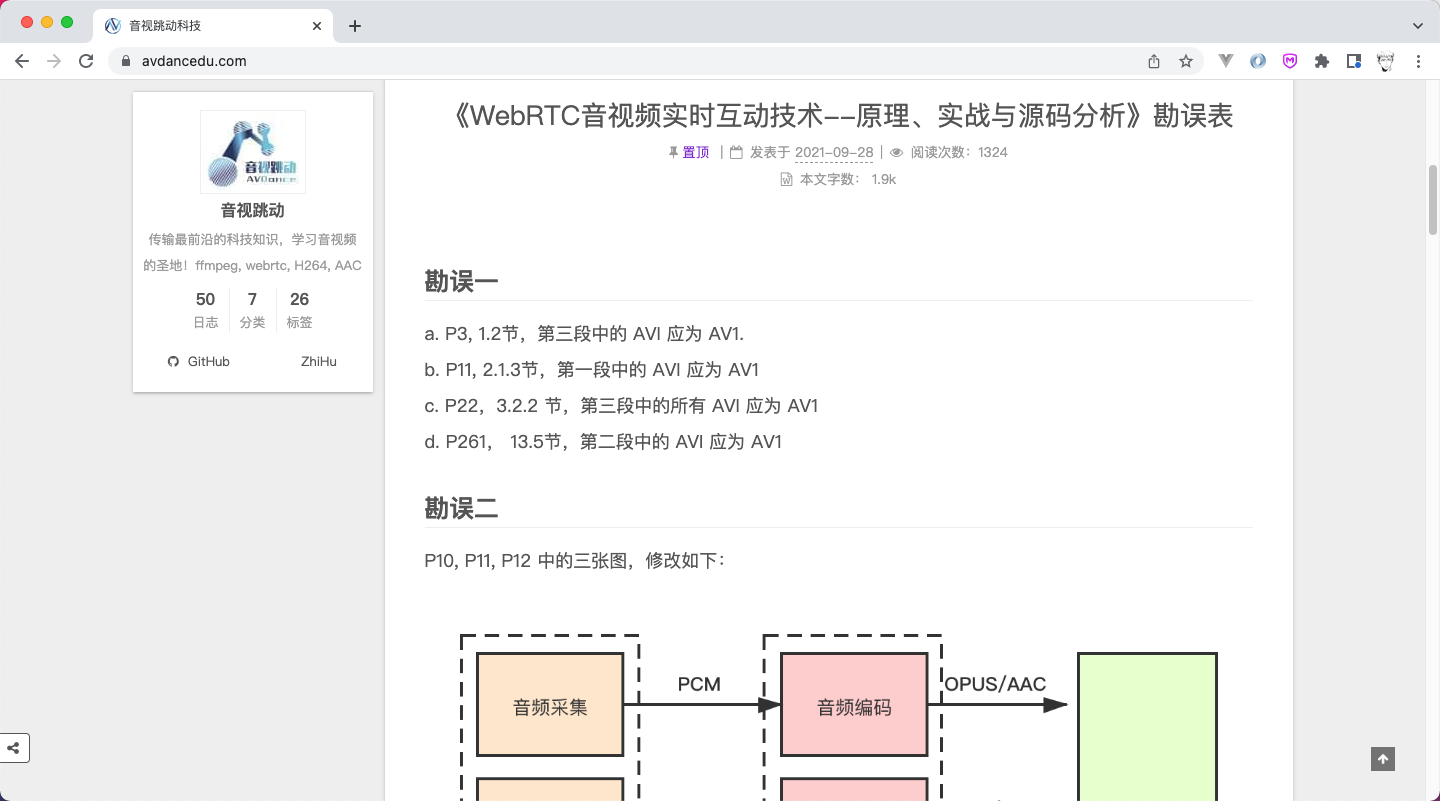 音视跳动科技
avdancedu.com
音视跳动
AVDance
音视跳动
传输最前沿的科技知识，学习音视频
的圣地！ffmpeg, webrtc, H264, AAC
50 7 26
日志 分类 标签
GitHub ZhiHu
《WebRTC音视频实时互动技术--原理、实战与源码分析》勘误表
置顶 | 发表于 2021-09-28 | 阅读次数：1324
本文字数： 1.9k
勘误一
a. P3, 1.2节，第三段中的 AVI 应为 AV1.
b. P11, 2.1.3节，第一段中的 AVI 应为 AV1
c. P22，3.2.2 节，第三段中的所有 AVI 应为 AV1
d. P261， 13.5节，第二段中的 AVI 应为 AV1
勘误二
P10, P11, P12 中的三张图，修改如下：
PCM OPUS/AAC
音频采集 音频编码